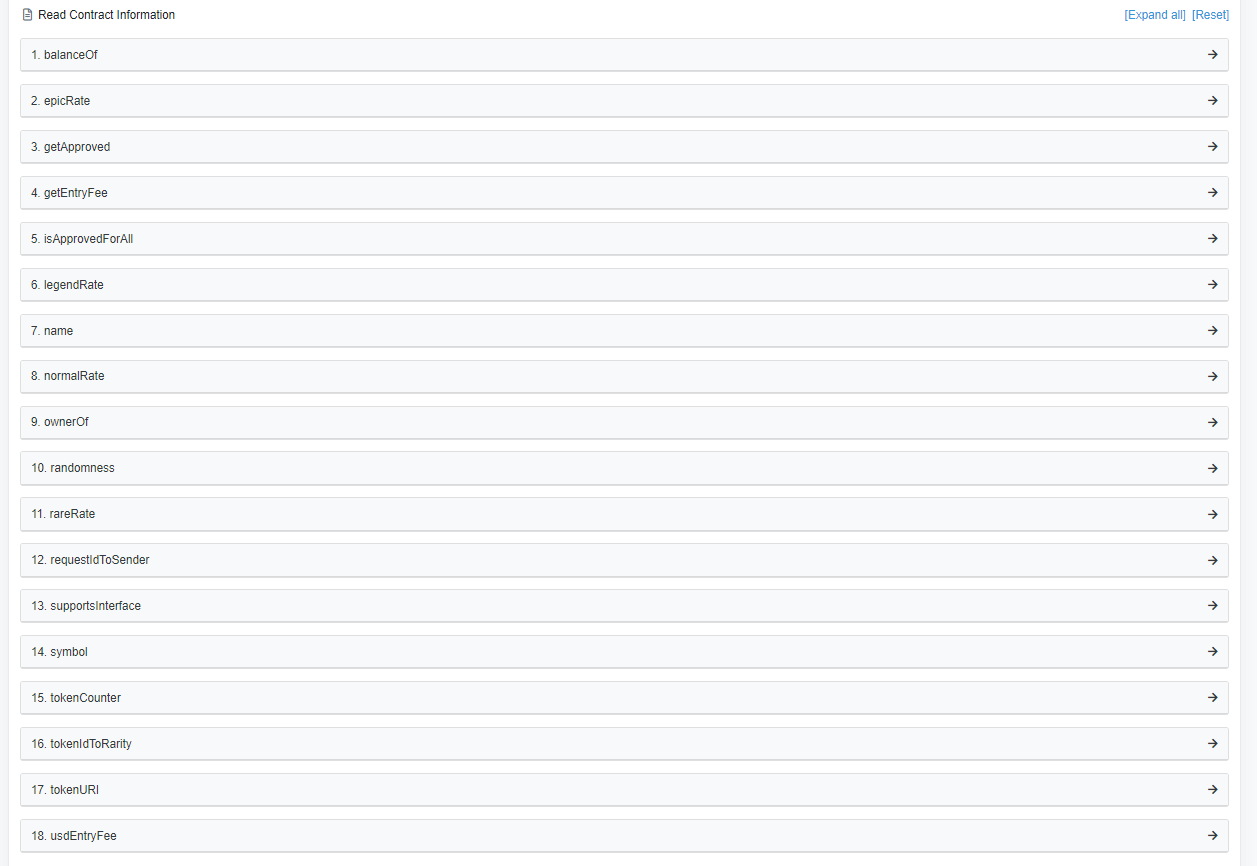 Read Contract Information [Expand all] [Reset]
1. balanceOf
2. epicRate
3. getApproved
4. getEntryFee
5. isApprovedForAll
6. legendRate
7. name
8. normalRate
9. ownerOf
10. randomness
11. rareRate
12. requestIdToSender
13. supportsInterface
14. symbol
15. tokenCounter
16. tokenIdToRarity
17. tokenURI
18. usdEntryFee